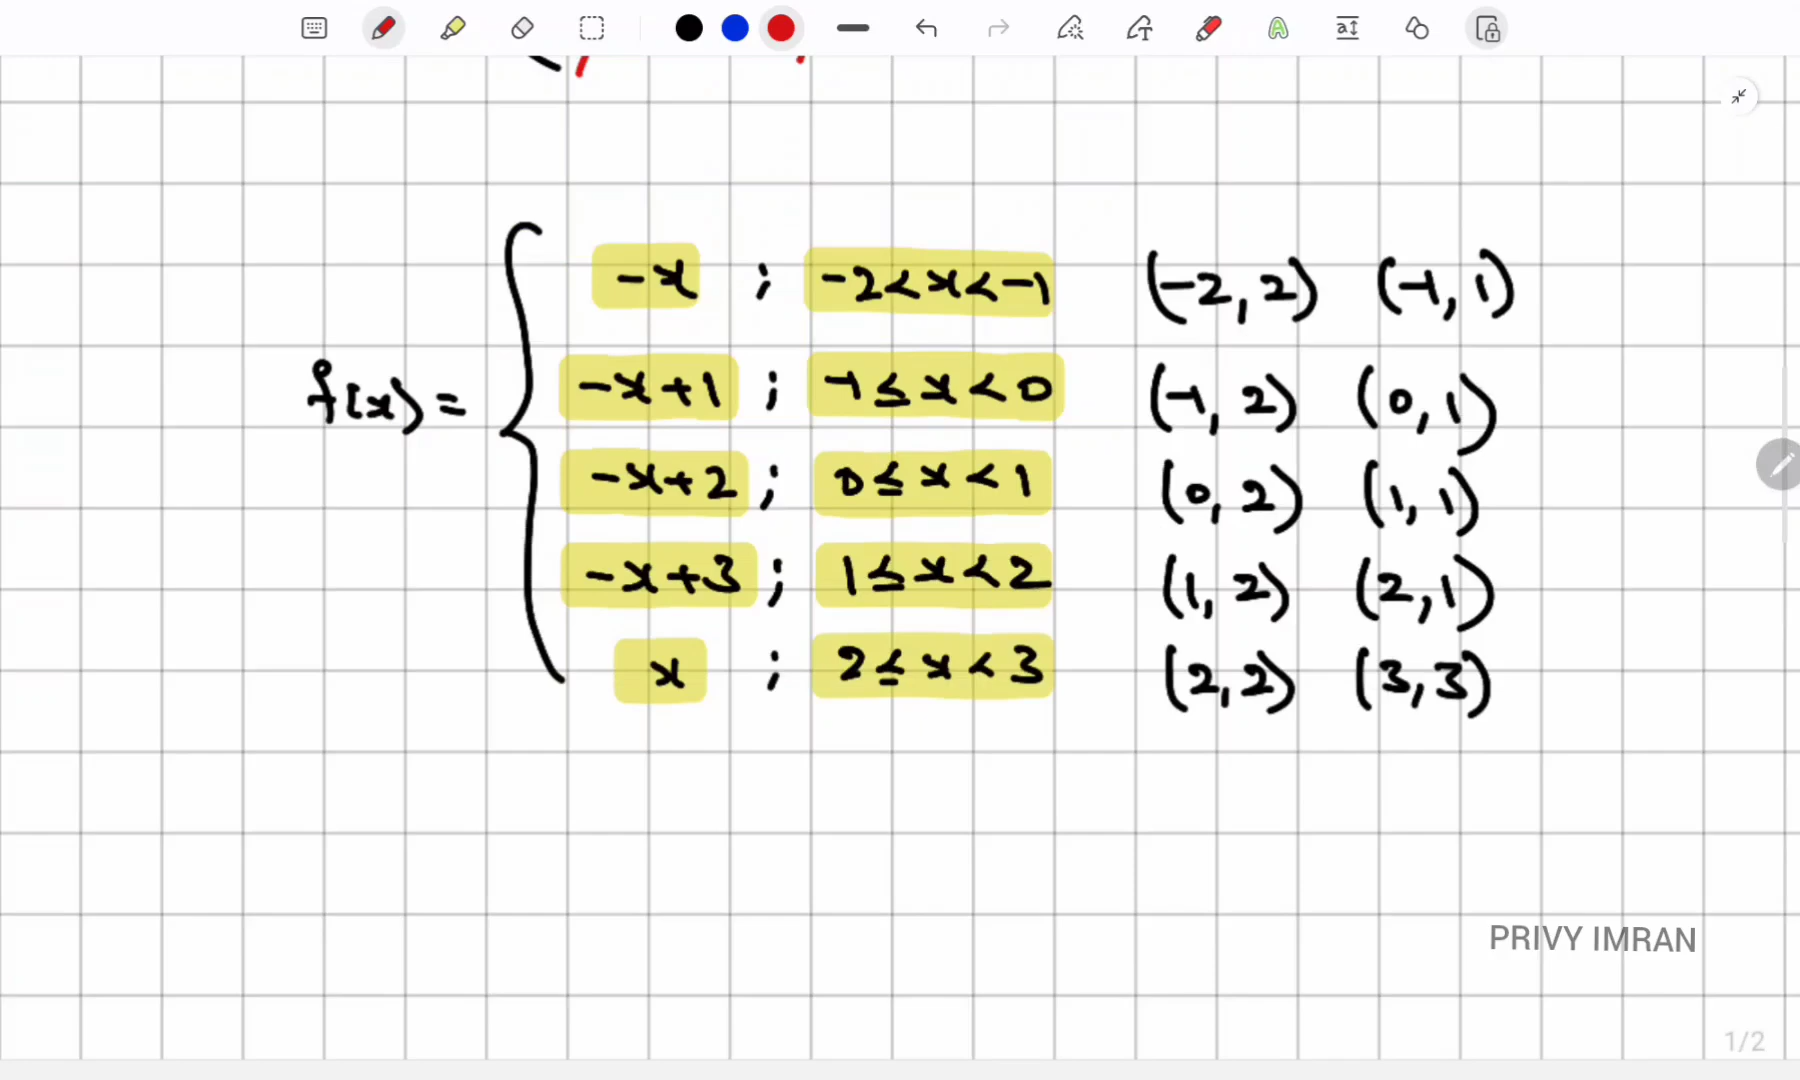 -x ; -2<x<-1 (-2, 2) (-1, 1)
f(x) = -x+1 ; -1≤x<0 (-1, 2) (0, 1)
-x+2 ; 0≤x<1 (0, 2) (1, 1)
-x+3 ; 1≤x<2 (1, 2) (2, 1)
x ; 2≤x<3 (2, 2) (3, 3)
PRIVY IMRAN
1/2